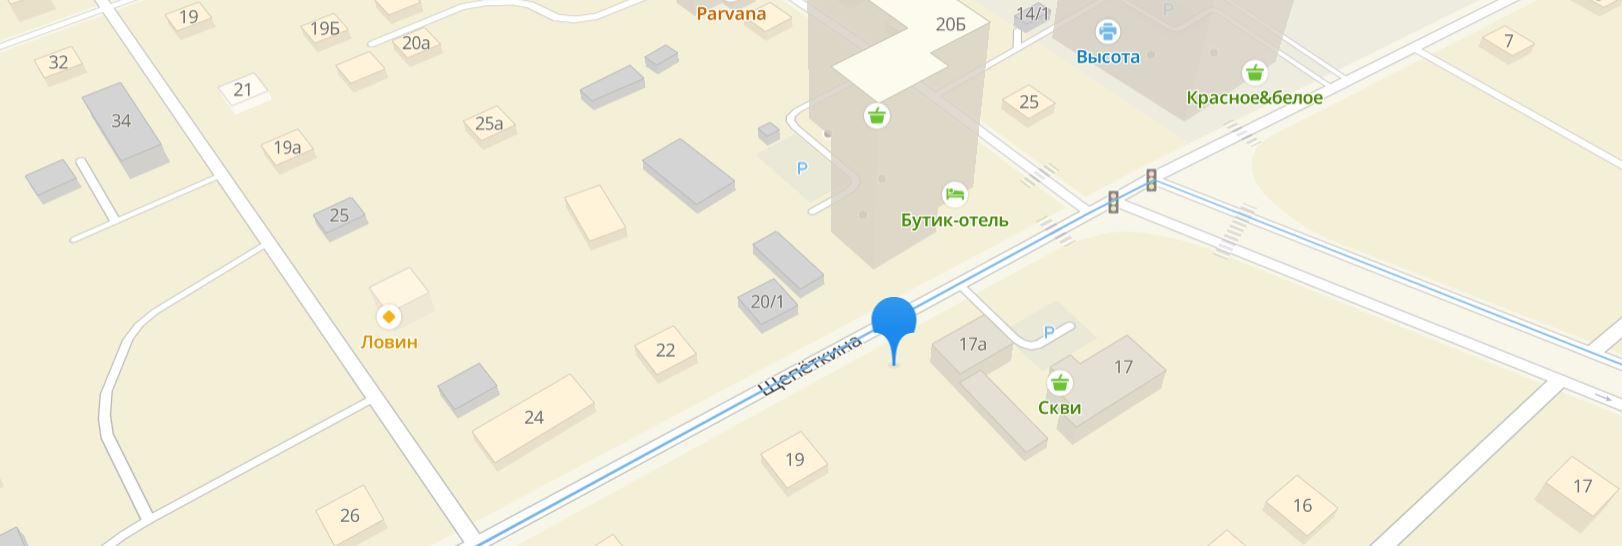 19
19Б
Parvana
20Б
14/1
P
7
20а
32
Высота
21
Красное&белое
25
34
25а
19а
P
25
Бутик-отель
20/1
Ловин
P
17а
22
Щепёткина
17
Скви
24
19
17
16
26